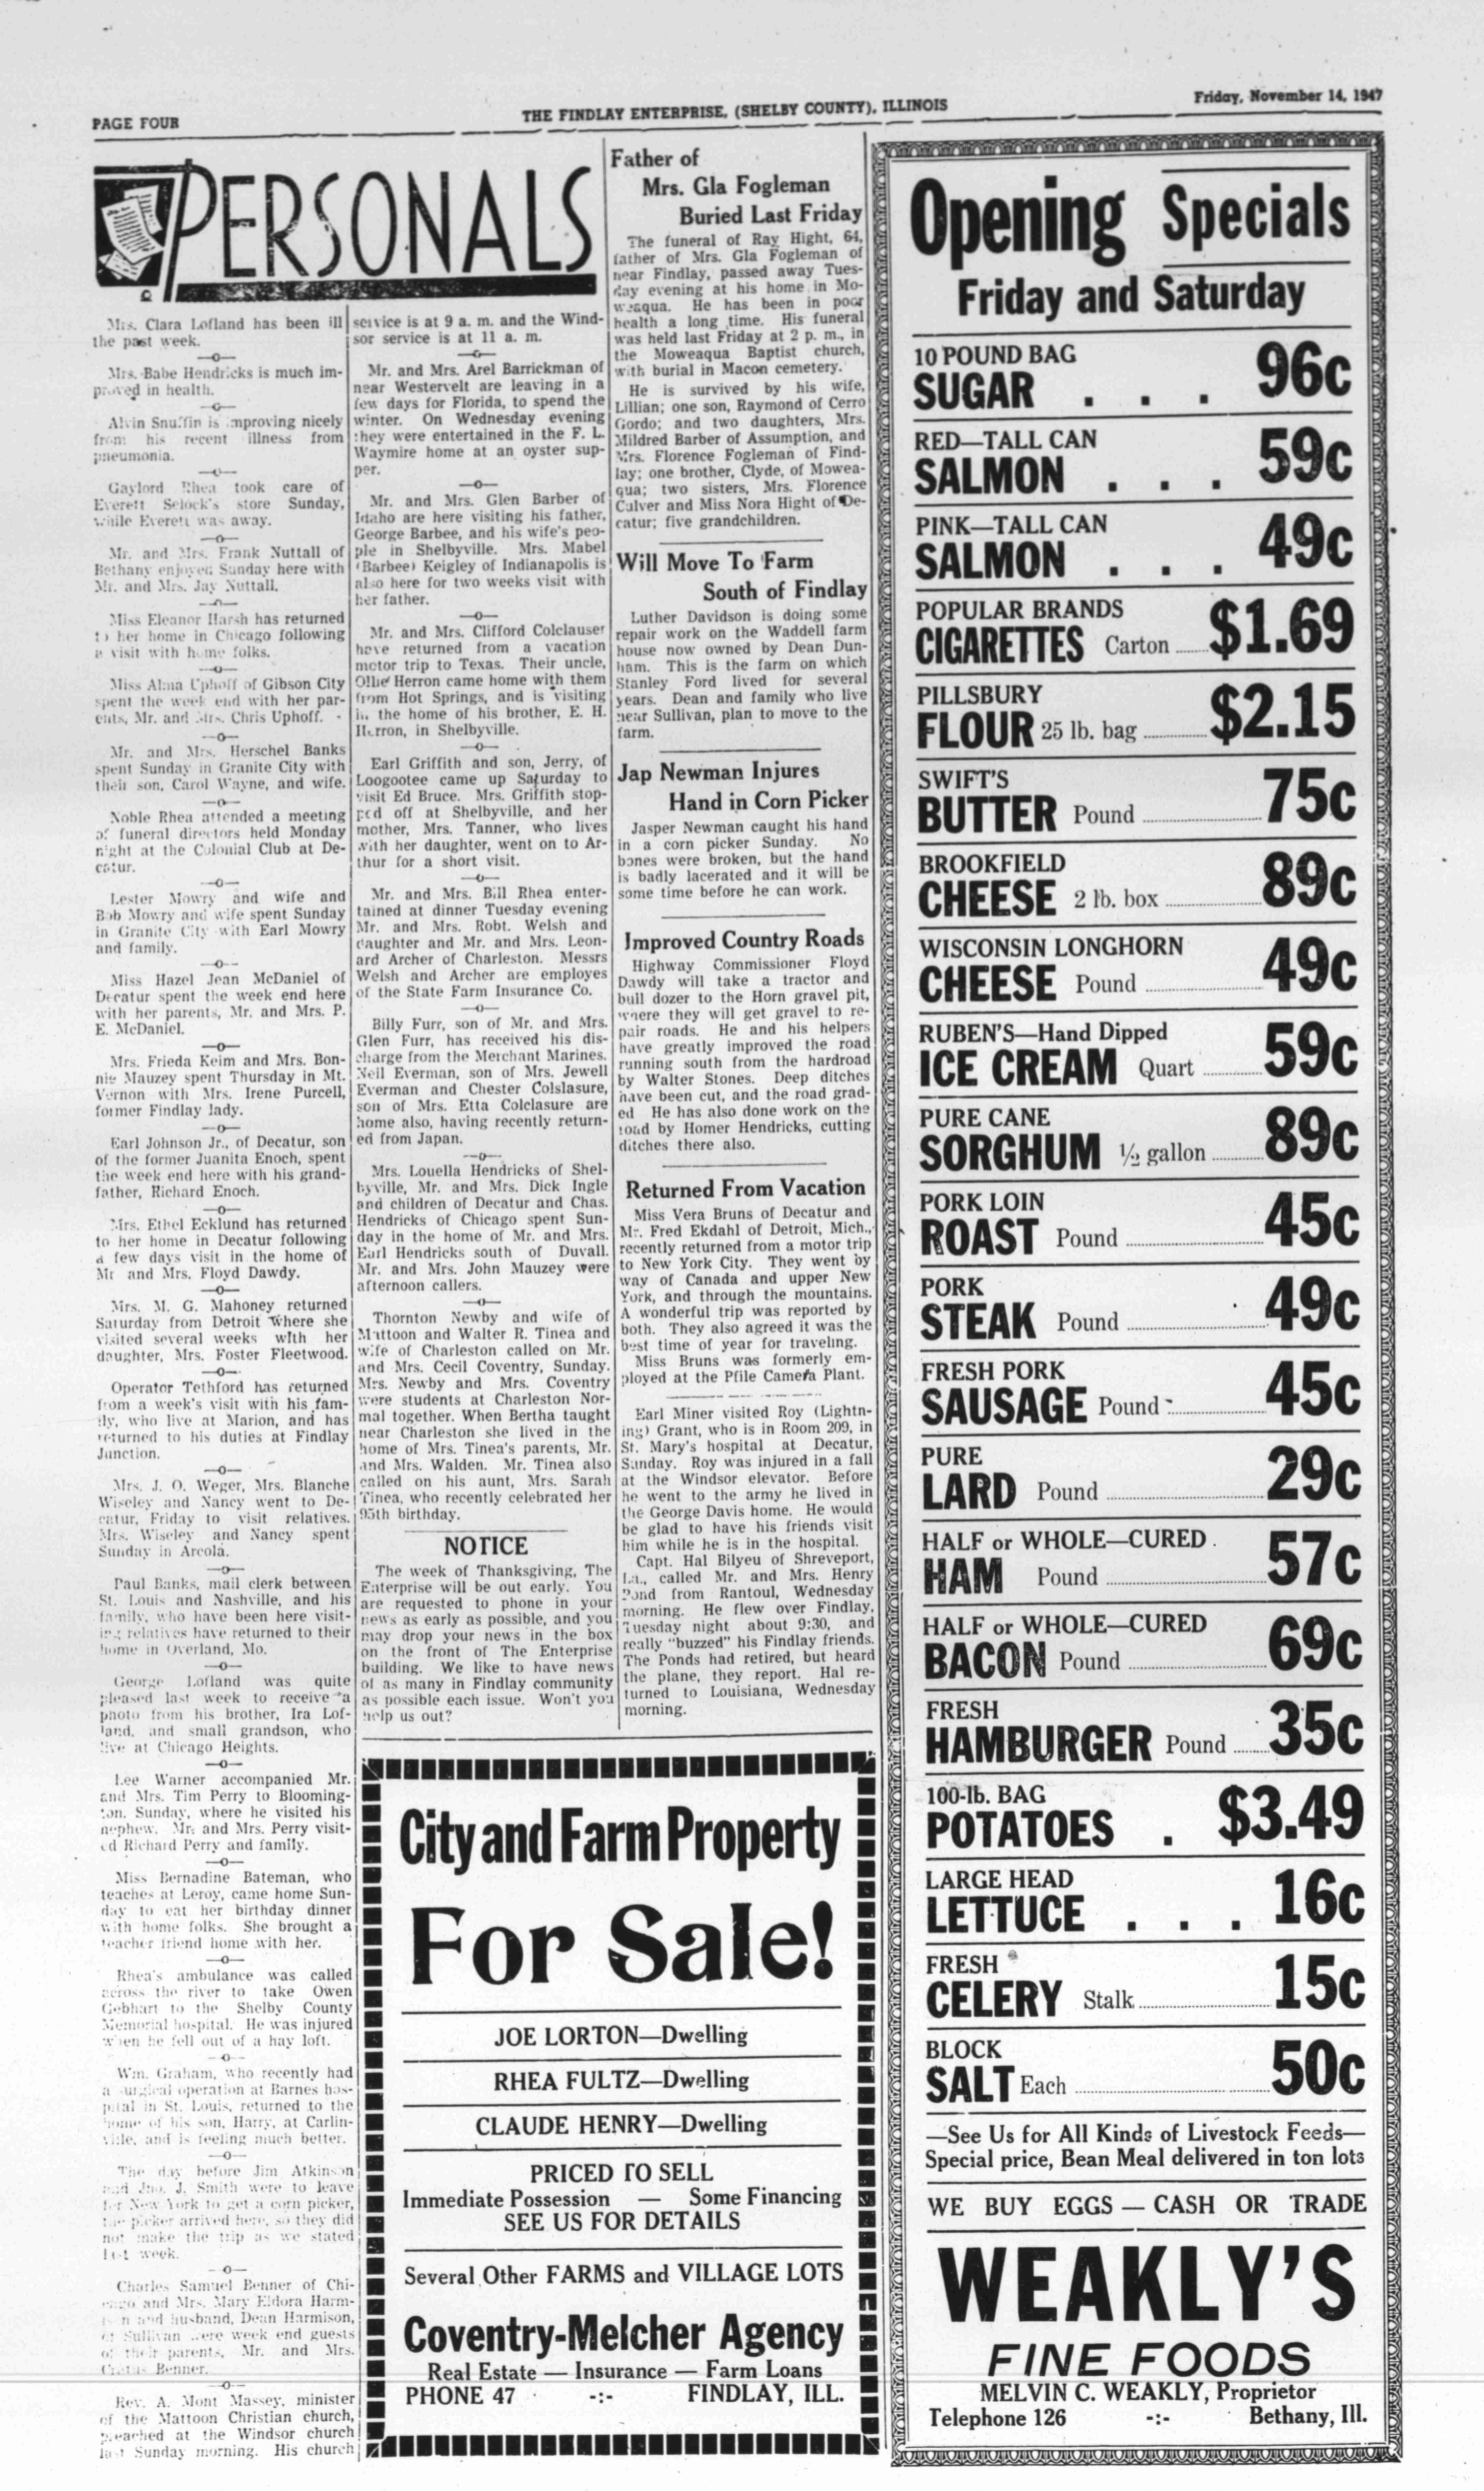 PAGE FOUR
THE FINDLAY ENTERPRISE, (SHELBY COUNTY), ILLINOIS
Friday, November 14, 1947
PERSONALS
Mrs. Clara Lofland has been ill
the past week.
—o—
Mrs. Babe Hendricks is much im-
proved in health.
—o—
Alvin Snuffin is improving nicely
from his recent illness from
pneumonia.
—o—
Gaylord Rhea took care of
Everett Selock's store Sunday,
while Everett was away.
—o—
Mr. and Mrs. Frank Nuttall of
Bethany enjoyed Sunday here with
Mr. and Mrs. Jay Nuttall.
—o—
Miss Eleanor Harsh has returned
to her home in Chicago following
a visit with home folks.
—o—
Miss Alma Uphoff of Gibson City
spent the week end with her par-
ents, Mr. and Mrs. Chris Uphoff.
—o—
Mr. and Mrs. Herschel Banks
spent Sunday in Granite City with
their son, Carol Wayne, and wife.
—o—
Noble Rhea attended a meeting
of funeral directors held Monday
night at the Colonial Club at De-
catur.
—o—
Lester Mowry and wife and
Bob Mowry and wife spent Sunday
in Granite City with Earl Mowry
and family.
—o—
Miss Hazel Jean McDaniel of
Decatur spent the week end here
with her parents, Mr. and Mrs. P.
E. McDaniel.
—o—
Mrs. Frieda Keim and Mrs. Bon-
nie Mauzey spent Thursday in Mt.
Vernon with Mrs. Irene Purcell,
former Findlay lady.
—o—
Earl Johnson Jr., of Decatur, son
of the former Juanita Enoch, spent
the week end here with his grand-
father, Richard Enoch.
—o—
Mrs. Ethel Ecklund has returned
to her home in Decatur following
a few days visit in the home of
Mr and Mrs. Floyd Dawdy.
—o—
Mrs. M. G. Mahoney returned
Saturday from Detroit where she
visited several weeks with her
daughter, Mrs. Foster Fleetwood.
—o—
Operator Tethford has returned
from a week's visit with his fam-
ily, who live at Marion, and has
returned to his duties at Findlay
Junction.
—o—
Mrs. J. O. Weger, Mrs. Blanche
Wiseley and Nancy went to De-
catur, Friday to visit relatives.
Mrs. Wiseley and Nancy spent
Sunday in Arcola.
—o—
Paul Banks, mail clerk between
St. Louis and Nashville, and his
family, who have been here visit-
ing relatives have returned to their
home in Overland, Mo.
—o—
George Lofland was quite
pleased last week to receive a
photo from his brother, Ira Lof-
land, and small grandson, who
live at Chicago Heights.
—o—
Lee Warner accompanied Mr.
and Mrs. Tim Perry to Blooming-
ton, Sunday, where he visited his
nephew. Mr. and Mrs. Perry visit-
ed Richard Perry and family.
—o—
Miss Bernadine Bateman, who
teaches at Leroy, came home Sun-
day to eat her birthday dinner
with home folks. She brought a
teacher friend home with her.
—o—
Rhea's ambulance was called
across the river to take Owen
Gebhart to the Shelby County
Memorial hospital. He was injured
when he fell out of a hay loft.
—o—
Wm. Graham, who recently had
a surgical operation at Barnes hos-
pital in St. Louis, returned to the
home of his son, Harry, at Carlin-
ville, and is feeling much better.
—o—
The day before Jim Atkinson
and Jno. J. Smith were to leave
for New York to get a corn picker,
the picker arrived here, so they did
not make the trip as we stated
last week.
—o—
Charles Samuel Benner of Chi-
cago and Mrs. Mary Eldora Harm-
ison and husband, Dean Harmison,
of Sullivan were week end guests
of their parents, Mr. and Mrs.
Benner.
—o—
Rev. A. Mont Massey, minister
of the Mattoon Christian church,
preached at the Windsor church
last Sunday morning. His church
service is at 9 a. m. and the Wind-
sor service is at 11 a. m.
—o—
Mr. and Mrs. Arel Barrickman of
near Westervelt are leaving in a
few days for Florida, to spend the
winter. On Wednesday evening
they were entertained in the F. L.
Waymire home at an oyster sup-
per.
—o—
Mr. and Mrs. Glen Barber of
Idaho are here visiting his father,
George Barbee, and his wife's peo-
ple in Shelbyville. Mrs. Mabel
(Barbee) Keigley of Indianapolis is
also here for two weeks visit with
her father.
—o—
Mr. and Mrs. Clifford Colclauser
have returned from a vacation
motor trip to Texas. Their uncle,
Ollie Herron came home with them
from Hot Springs, and is visiting
in the home of his brother, E. H.
Herron, in Shelbyville.
—o—
Earl Griffith and son, Jerry, of
Loogootee came up Saturday to
visit Ed Bruce. Mrs. Griffith stop-
ped off at Shelbyville, and her
mother, Mrs. Tanner, who lives
with her daughter, went on to Ar-
thur for a short visit.
—o—
Mr. and Mrs. Bill Rhea enter-
tained at dinner Tuesday evening
Mr. and Mrs. Robt. Welsh and
daughter and Mr. and Mrs. Leon-
ard Archer of Charleston. Messrs
Welsh and Archer are employes
of the State Farm Insurance Co.
—o—
Billy Furr, son of Mr. and Mrs.
Glen Furr, has received his dis-
charge from the Merchant Marines.
Neil Everman, son of Mrs. Jewell
Everman and Chester Colslasure,
son of Mrs. Etta Colclasure are
home also, having recently return-
ed from Japan.
—o—
Mrs. Louella Hendricks of Shel-
byville, Mr. and Mrs. Dick Ingle
and children of Decatur and Chas.
Hendricks of Chicago spent Sun-
day in the home of Mr. and Mrs.
Earl Hendricks south of Duvall.
Mr. and Mrs. John Mauzey were
afternoon callers.
—o—
Thornton Newby and wife of
Mattoon and Walter R. Tinea and
wife of Charleston called on Mr.
and Mrs. Cecil Coventry, Sunday.
Mrs. Newby and Mrs. Coventry
were students at Charleston Nor-
mal together. When Bertha taught
near Charleston she lived in the
home of Mrs. Tinea's parents, Mr.
and Mrs. Walden. Mr. Tinea also
called on his aunt, Mrs. Sarah
Tinea, who recently celebrated her
95th birthday.
NOTICE
The week of Thanksgiving, The
Enterprise will be out early. You
are requested to phone in your
news as early as possible, and you
may drop your news in the box
on the front of The Enterprise
building. We like to have news
of as many in Findlay community
as possible each issue. Won't you
help us out?
Father of
Mrs. Gla Fogleman
Buried Last Friday
The funeral of Ray Hight, 64,
father of Mrs. Gla Fogleman of
near Findlay, passed away Tues-
day evening at his home in Mo-
weaqua. He has been in poor
health a long time. His funeral
was held last Friday at 2 p. m., in
the Moweaqua Baptist church,
with burial in Macon cemetery.
He is survived by his wife,
Lillian; one son, Raymond of Cerro
Gordo; and two daughters, Mrs.
Mildred Barber of Assumption, and
Mrs. Florence Fogleman of Find-
lay; one brother, Clyde, of Mowea-
qua; two sisters, Mrs. Florence
Culver and Miss Nora Hight of De-
catur; five grandchildren.
Will Move To Farm
South of Findlay
Luther Davidson is doing some
repair work on the Waddell farm
house now owned by Dean Dun-
ham. This is the farm on which
Stanley Ford lived for several
years. Dean and family who live
near Sullivan, plan to move to the
farm.
Jap Newman Injures
Hand in Corn Picker
Jasper Newman caught his hand
in a corn picker Sunday. No
bones were broken, but the hand
is badly lacerated and it will be
some time before he can work.
Improved Country Roads
Highway Commissioner Floyd
Dawdy will take a tractor and
bull dozer to the Horn gravel pit,
where they will get gravel to re-
pair roads. He and his helpers
have greatly improved the road
running south from the hardroad
by Walter Stones. Deep ditches
have been cut, and the road grad-
ed He has also done work on the
road by Homer Hendricks, cutting
ditches there also.
Returned From Vacation
Miss Vera Bruns of Decatur and
Mr. Fred Ekdahl of Detroit, Mich.,
recently returned from a motor trip
to New York City. They went by
way of Canada and upper New
York, and through the mountains.
A wonderful trip was reported by
both. They also agreed it was the
best time of year for traveling.
Miss Bruns was formerly em-
ployed at the Pfile Camera Plant.
Earl Miner visited Roy (Lightn-
ing) Grant, who is in Room 209, in
St. Mary's hospital at Decatur,
Sunday. Roy was injured in a fall
at the Windsor elevator. Before
he went to the army he lived in
the George Davis home. He would
be glad to have his friends visit
him while he is in the hospital.
Capt. Hal Bilyeu of Shreveport,
La., called Mr. and Mrs. Henry
Pond from Rantoul, Wednesday
morning. He flew over Findlay,
Tuesday night about 9:30, and
really "buzzed" his Findlay friends.
The Ponds had retired, but heard
the plane, they report. Hal re-
turned to Louisiana, Wednesday
morning.
City and Farm Property
For Sale!
JOE LORTON—Dwelling
RHEA FULTZ—Dwelling
CLAUDE HENRY—Dwelling
PRICED TO SELL
Immediate Possession — Some Financing
SEE US FOR DETAILS
Several Other FARMS and VILLAGE LOTS
Coventry-Melcher Agency
Real Estate — Insurance — Farm Loans
PHONE 47 -:- FINDLAY, ILL.
Opening Specials
Friday and Saturday
10 POUND BAG
SUGAR . . . 96c
RED—TALL CAN
SALMON . . . 59c
PINK—TALL CAN
SALMON . . . 49c
POPULAR BRANDS
CIGARETTES Carton $1.69
PILLSBURY
FLOUR 25 lb. bag $2.15
SWIFT'S
BUTTER Pound 75c
BROOKFIELD
CHEESE 2 lb. box 89c
WISCONSIN LONGHORN
CHEESE Pound 49c
RUBEN'S—Hand Dipped
ICE CREAM Quart 59c
PURE CANE
SORGHUM ½ gallon 89c
PORK LOIN
ROAST Pound 45c
PORK
STEAK Pound 49c
FRESH PORK
SAUSAGE Pound 45c
PURE
LARD Pound 29c
HALF or WHOLE—CURED
HAM Pound 57c
HALF or WHOLE—CURED
BACON Pound 69c
FRESH
HAMBURGER Pound 35c
100-lb. BAG
POTATOES . $3.49
LARGE HEAD
LETTUCE . . . 16c
FRESH
CELERY Stalk 15c
BLOCK
SALT Each 50c
—See Us for All Kinds of Livestock Feeds—
Special price, Bean Meal delivered in ton lots
WE BUY EGGS — CASH OR TRADE
WEAKLY'S
FINE FOODS
MELVIN C. WEAKLY, Proprietor
Telephone 126 -:- Bethany, Ill.